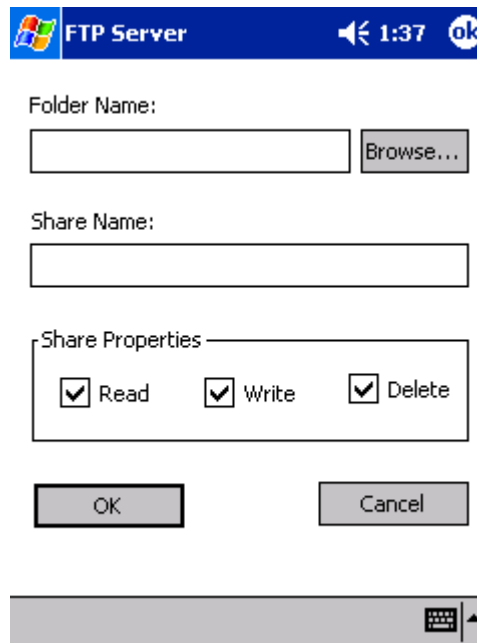 FTP Server 1:37 ok
Folder Name:
Browse...
Share Name:
Share Properties
Read Write Delete
OK Cancel